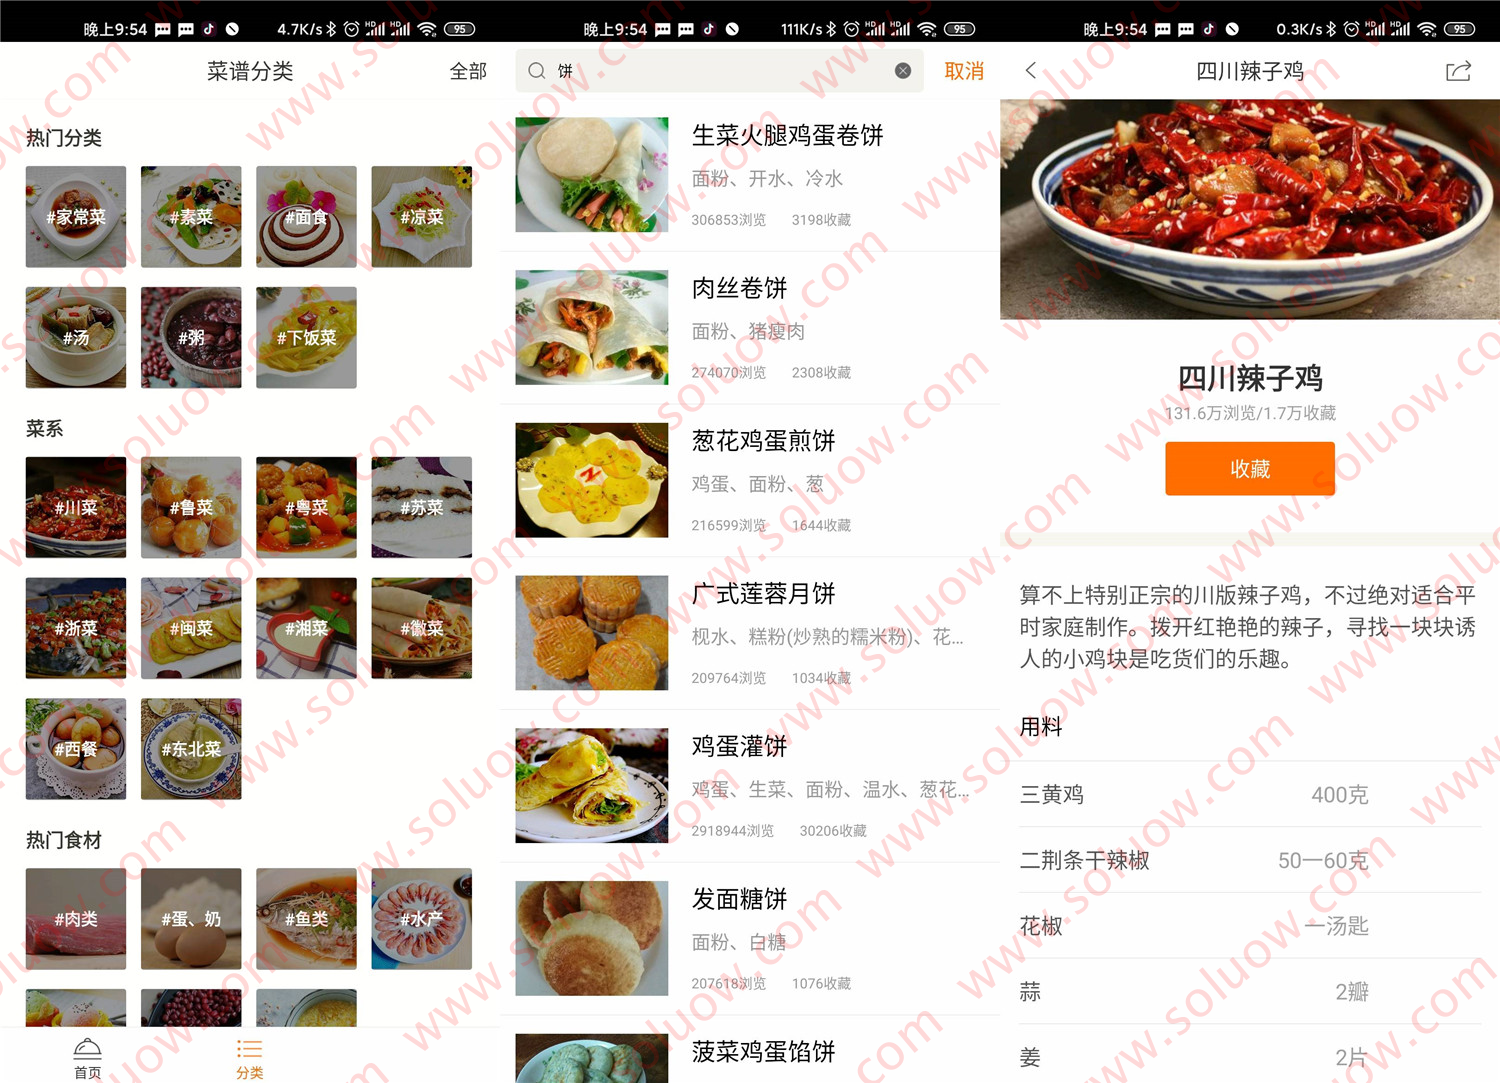 晚上9:54
4.7K/s
95
菜谱分类
全部
热门分类
#家常菜
#素菜
#面食
#凉菜
#汤
#粥
#下饭菜
菜系
#川菜
#鲁菜
#粤菜
#苏菜
#浙菜
#闽菜
#湘菜
#徽菜
#西餐
#东北菜
热门食材
#肉类
#蛋、奶
#鱼类
#水产
首页
分类
晚上9:54
111K/s
95
饼
取消
生菜火腿鸡蛋卷饼
面粉、开水、冷水
306853浏览 3198收藏
肉丝卷饼
面粉、猪瘦肉
274070浏览 2308收藏
葱花鸡蛋煎饼
鸡蛋、面粉、葱
216599浏览 1644收藏
广式莲蓉月饼
枧水、糕粉(炒熟的糯米粉)、花...
209764浏览 1034收藏
鸡蛋灌饼
鸡蛋、生菜、面粉、温水、葱花...
2918944浏览 30206收藏
发面糖饼
面粉、白糖
207618浏览 1076收藏
菠菜鸡蛋馅饼
晚上9:54
0.3K/s
95
四川辣子鸡
四川辣子鸡
131.6万浏览/1.7万收藏
收藏
算不上特别正宗的川版辣子鸡，不过绝对适合平
时家庭制作。拨开红艳艳的辣子，寻找一块块诱
人的小鸡块是吃货们的乐趣。
用料
三黄鸡 400克
二荆条干辣椒 50一60克
花椒 一汤匙
蒜 2瓣
姜 2片
www.soluow.com